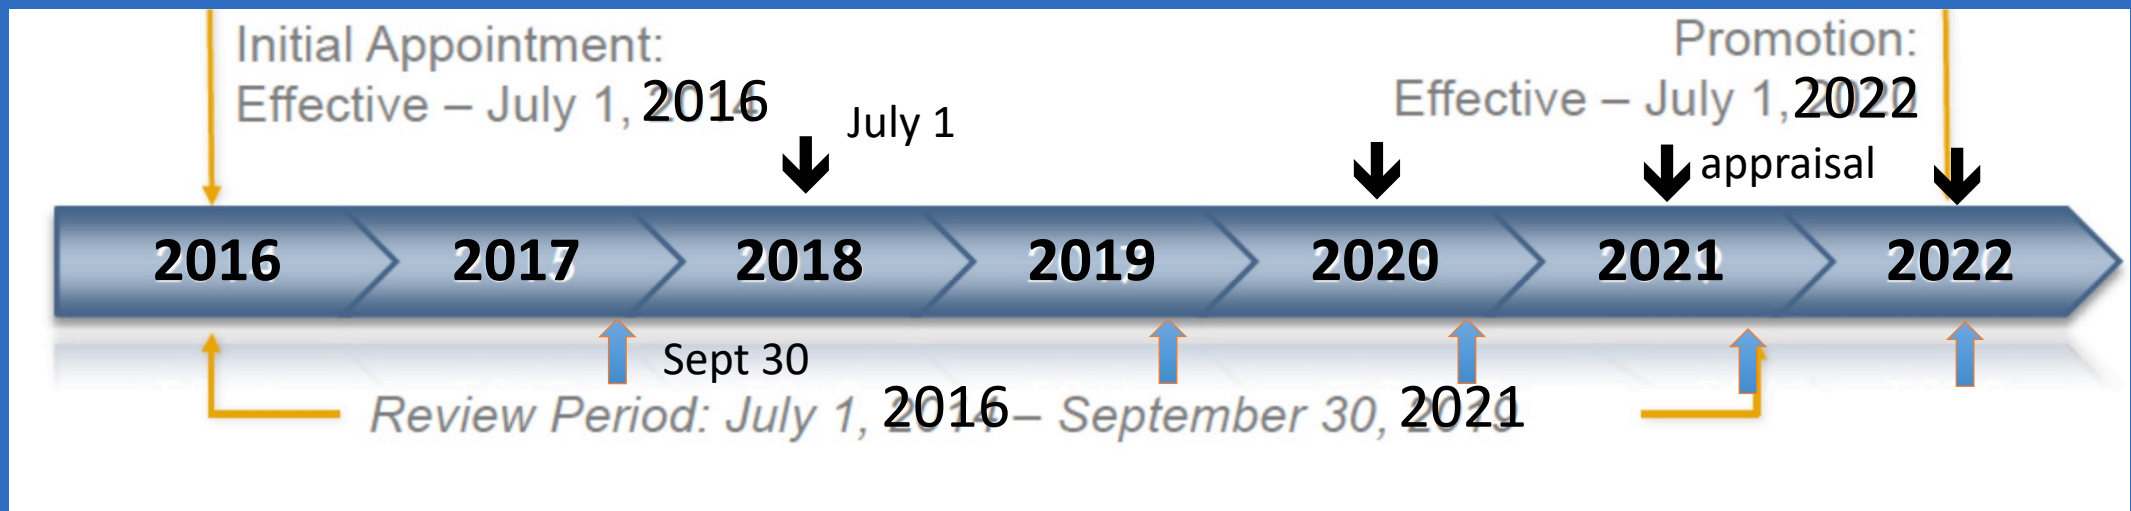 Initial Appointment:
Effective – July 1, 2016
July 1
Promotion:
Effective – July 1, 2022
appraisal
2016 2017 2018 2019 2020 2021 2022
Sept 30
Review Period: July 1, 2016 – September 30, 2021